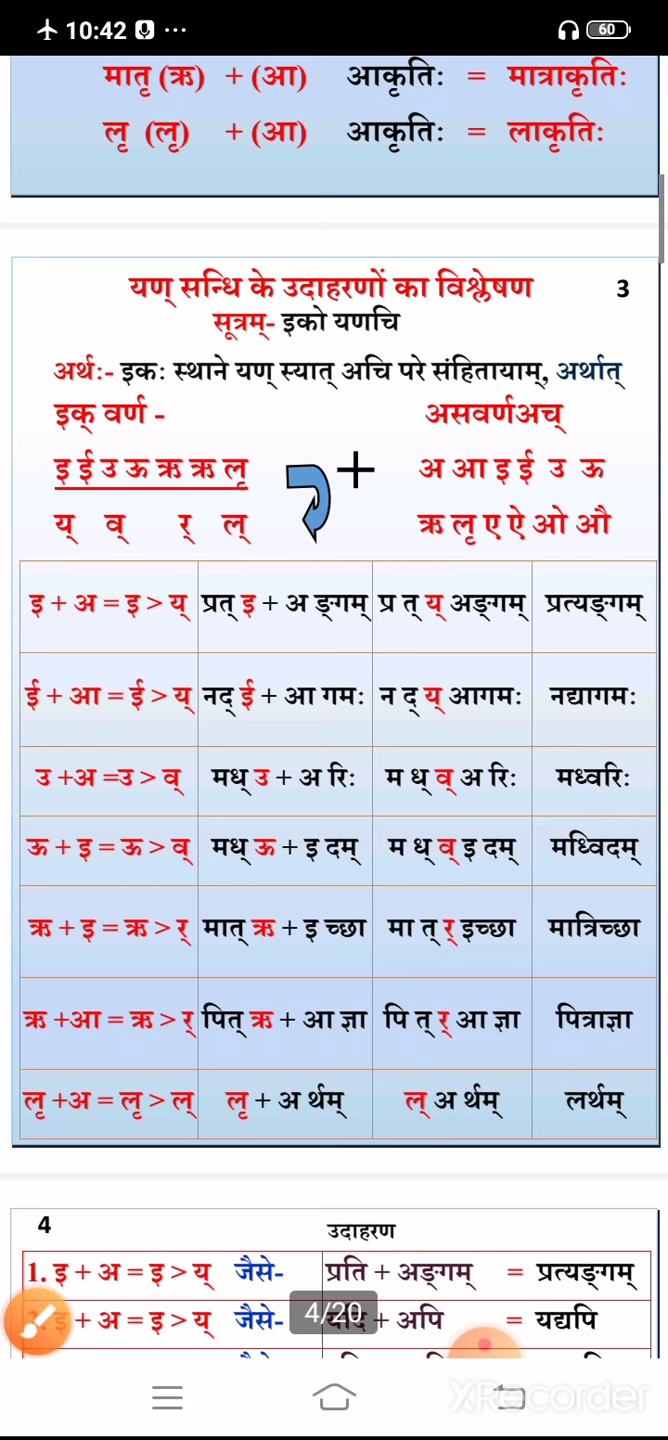 10:42 60
मातृ (ऋ) + (आ) आकृतिः = मात्राकृतिः
लृ (लृ) + (आ) आकृतिः = लाकृतिः
यण् सन्धि के उदाहरणों का विश्लेषण 3
सूत्रम्- इको यणचि
अर्थः- इकः स्थाने यण् स्यात् अचि परे संहितायाम्, अर्थात्
इक् वर्ण - असवर्णअच्
इ ई उ ऊ ऋ ऋ लृ + अ आ इ ई उ ऊ
य् व् र् ल् ऋ लृ ए ऐ ओ औ
इ + अ = इ > य् प्रत् इ + अ ङ्गम् प्र त् य् अङ्गम् प्रत्यङ्गम्
ई + आ = ई > य् नद् ई + आ गमः न द् य् आगमः नद्यागमः
उ +अ =उ > व् मध् उ + अ रिः म ध् व् अ रिः मध्वरिः
ऊ + इ = ऊ > व् मध् ऊ + इ दम् म ध् व् इ दम् मध्विदम्
ऋ + इ = ऋ > र् मात् ऋ + इ च्छा मा त् र् इच्छा मात्रिच्छा
ऋ +आ = ऋ > र् पित् ऋ + आ ज्ञा पि त् र् आ ज्ञा पित्राज्ञा
लृ +अ = लृ > ल् लृ + अ र्थम् ल् अ र्थम् लर्थम्
4 उदाहरण
1. इ + अ = इ > य् जैसे- प्रति + अङ्गम् = प्रत्यङ्गम्
इ + अ = इ > य् जैसे- + अपि = यद्यपि
4/20
XRecorder